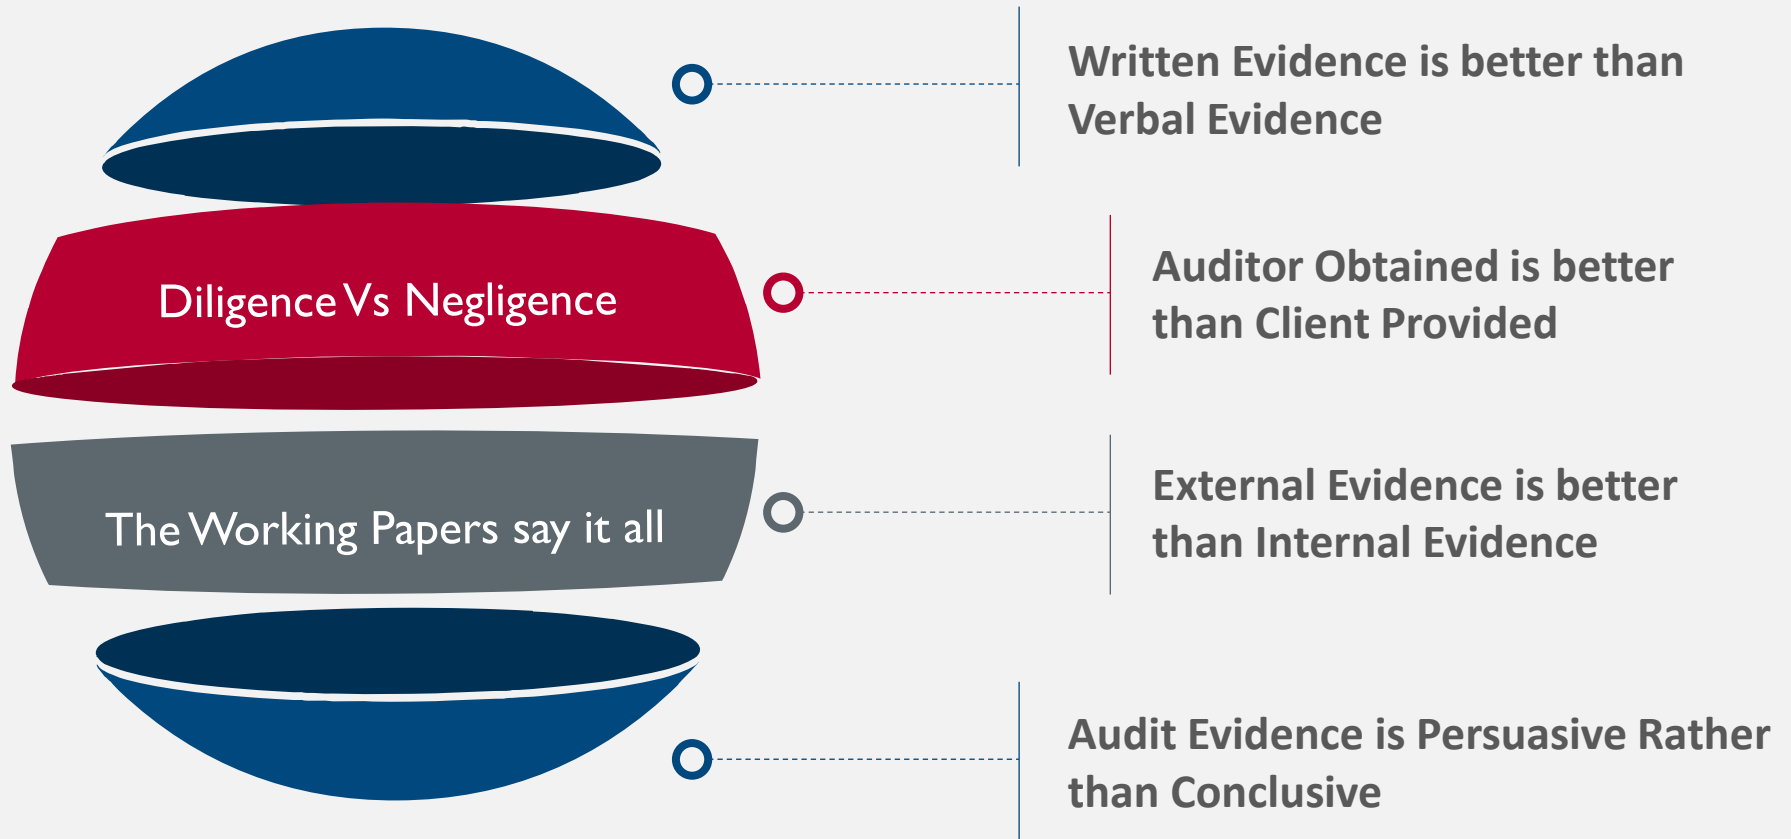 Written Evidence is better than
Verbal Evidence
Diligence Vs Negligence
Auditor Obtained is better
than Client Provided
The Working Papers say it all
External Evidence is better
than Internal Evidence
Audit Evidence is Persuasive Rather
than Conclusive